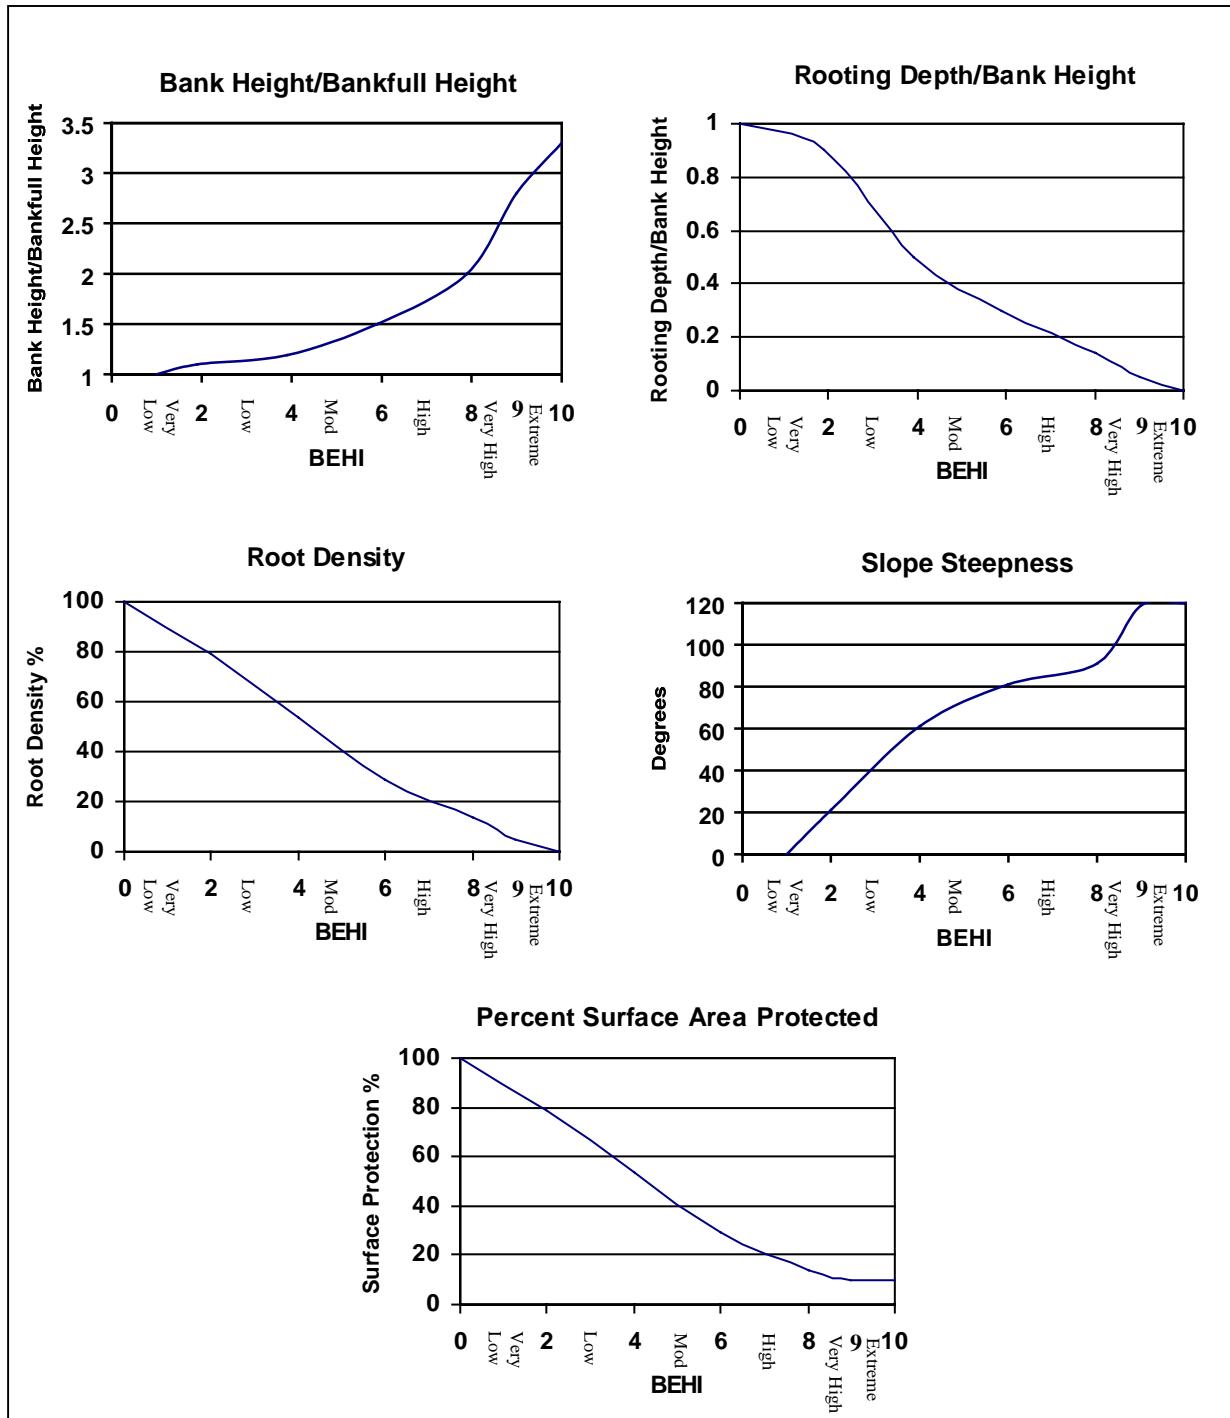 Bank Height/Bankfull Height
Bank Height/Bankfull Height
3.5
3
2.5
2
1.5
1
0 Very Low 2 Low 4 Mod 6 High 8 Very High 9 Extreme 10
BEHI
Rooting Depth/Bank Height
Rooting Depth/Bank Height
1
0.8
0.6
0.4
0.2
0
0 Very Low 2 Low 4 Mod 6 High 8 Very High 9 Extreme 10
BEHI
Root Density
Root Density %
100
80
60
40
20
0
0 Very Low 2 Low 4 Mod 6 High 8 Very High 9 Extreme 10
BEHI
Slope Steepness
Degrees
120
100
80
60
40
20
0
0 Very Low 2 Low 4 Mod 6 High 8 Very High 9 Extreme 10
BEHI
Percent Surface Area Protected
Surface Protection %
100
80
60
40
20
0
0 Very Low 2 Low 4 Mod 6 High 8 Very High 9 Extreme 10
BEHI